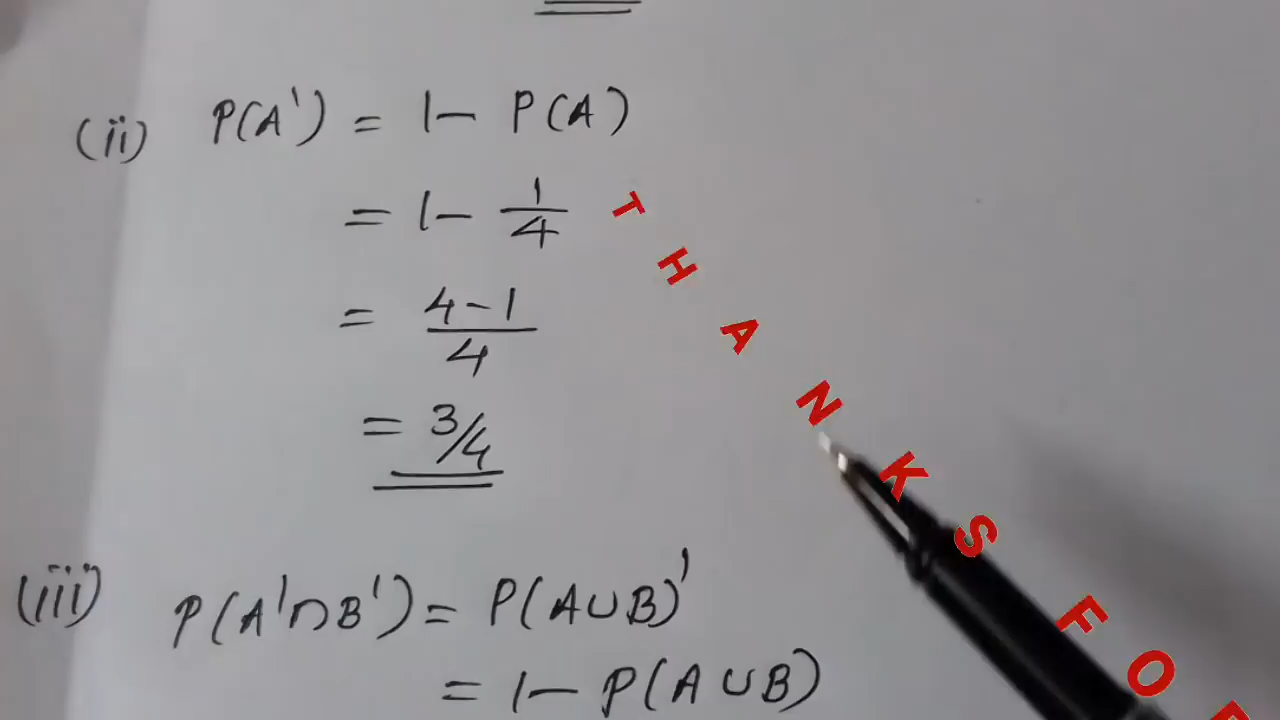 (ii) P(A') = 1 - P(A)
= 1 - 1/4
= 4-1/4
= 3/4
(iii) P(A'∩B') = P(A∪B)'
= 1 - P(A∪B)
THANKS FO